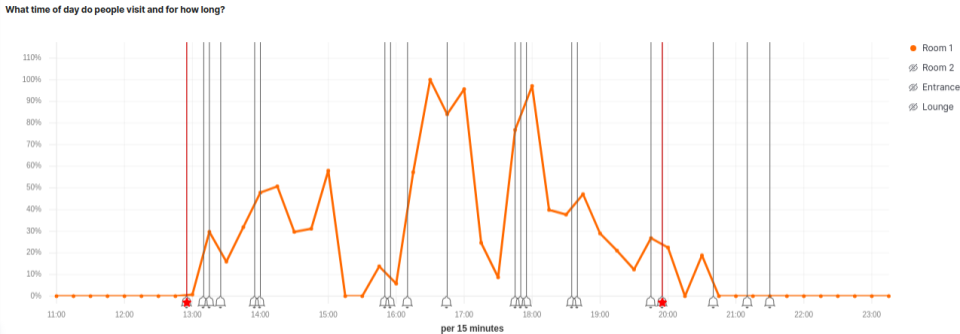 What time of day do people visit and for how long?
110%
100%
90%
80%
70%
60%
50%
40%
30%
20%
10%
0%
11:00 12:00 13:00 14:00 15:00 16:00 17:00 18:00 19:00 20:00 21:00 22:00 23:00
per 15 minutes
Room 1
Room 2
Entrance
Lounge